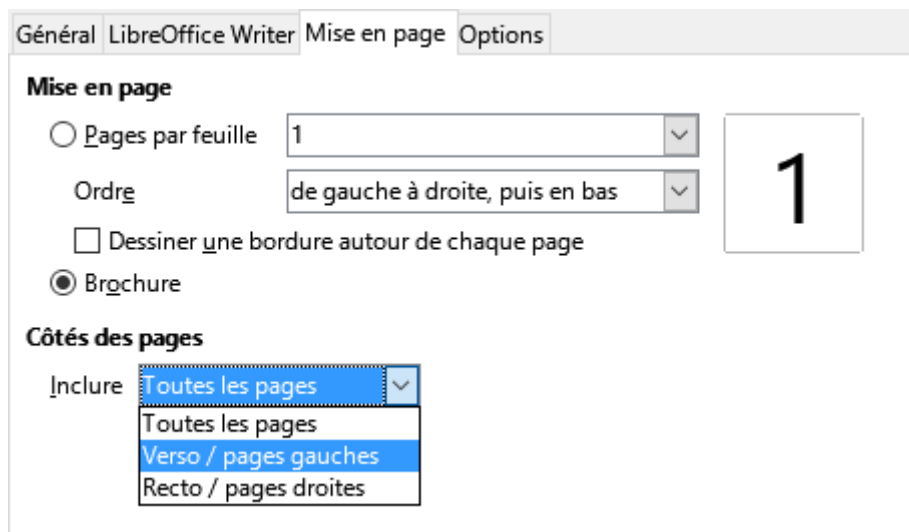 Général LibreOffice Writer Mise en page Options
Mise en page
Pages par feuille 1
Ordre de gauche à droite, puis en bas
1
Dessiner une bordure autour de chaque page
Brochure
Côtés des pages
Inclure Toutes les pages
Toutes les pages
Verso / pages gauches
Recto / pages droites